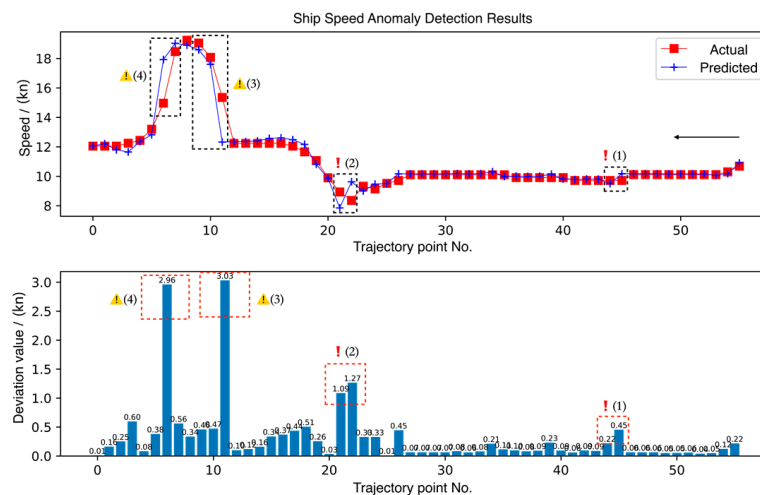 Ship Speed Anomaly Detection Results
Speed / (kn)
18
16
14
12
10
8
(4)
(3)
(2)
(1)
Actual
Predicted
0 10 20 30 40 50
Trajectory point No.
Deviation value / (kn)
3.0
2.5
2.0
1.5
1.0
0.5
0.0
(4)
(3)
(2)
(1)
0.01 0.16 0.25 0.60 0.08 0.38 2.96 0.56 0.34 0.46 0.47 3.03 0.10 0.16 0.34 0.37 0.44 0.51 0.26 0.03 1.09 1.27 0.33 0.33 0.01 0.45 0.21 0.23 0.22 0.45 0.12 0.22
0 10 20 30 40 50
Trajectory point No.